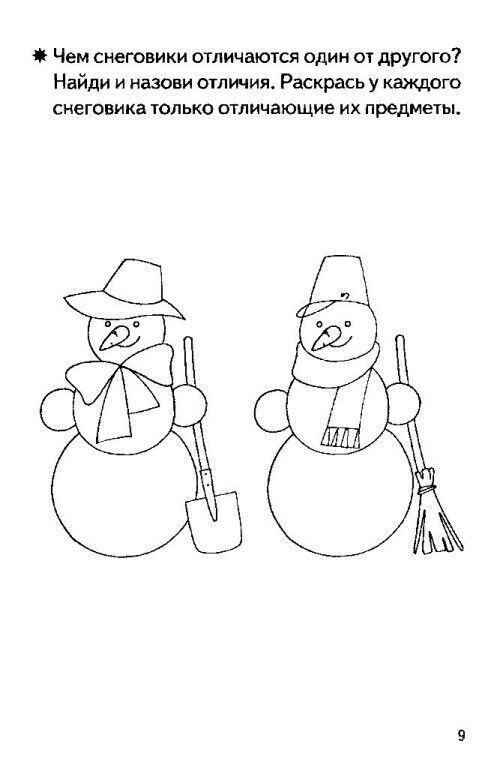 ✷ Чем снеговики отличаются один от другого?
Найди и назови отличия. Раскрась у каждого
снеговика только отличающие их предметы.
9